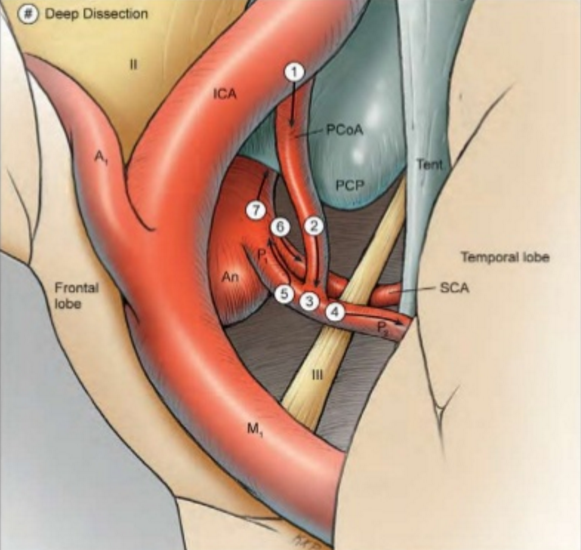 # Deep Dissection
II
ICA
1
PCoA
A1
Tent.
PCP
7
6
2
P1
Temporal lobe
An
SCA
Frontal
lobe
5
3
4
P2
III
M1